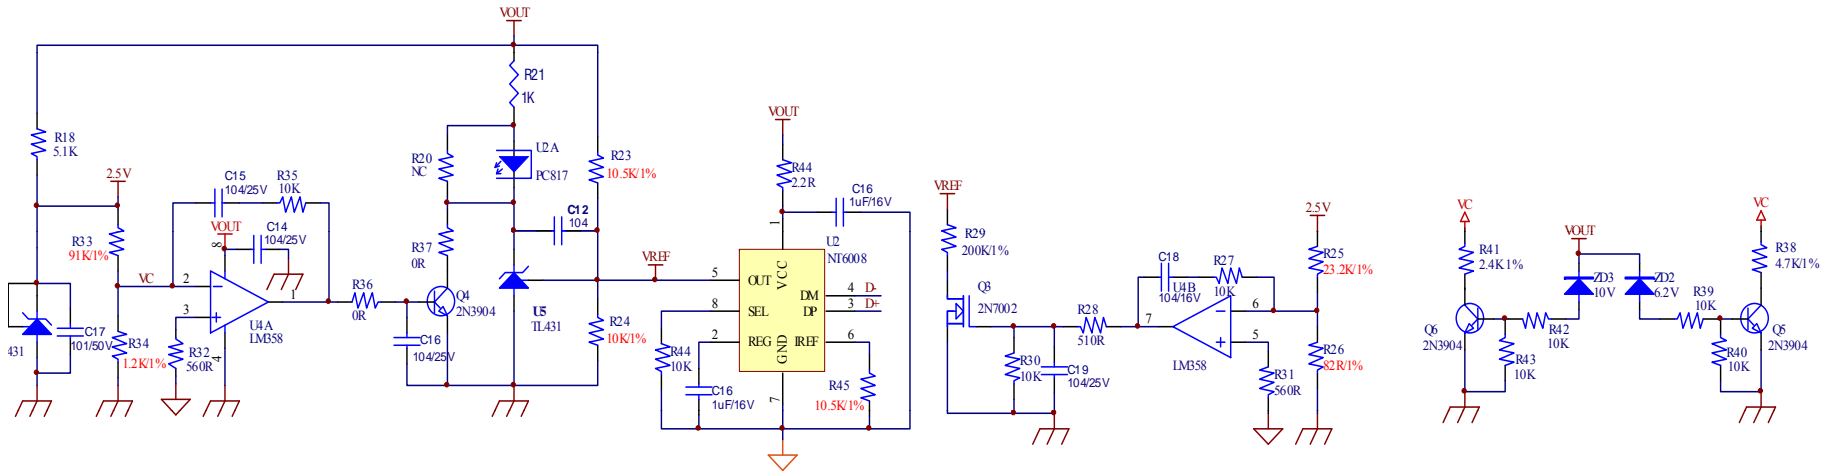 VOUT
R21
1K
R18
5.1K
2.5V
R33
91K/1%
VC
C15
104/25V
R35
10K
VOUT
8
C14
104/25V
2
3
1
4
U4A
LM358
431
C17
101/50V
R34
1.2K/1%
R32
560R
R36
0R
C16
104/25V
R20
NC
R37
0R
Q4
2N3904
U2A
PC817
C12
104
U5
TL431
R23
10.5K/1%
R24
10K/1%
VREF
VOUT
R44
2.2R
C16
1uF/16V
1
U2
NT6008
5
OUT
VCC
8
SEL
2
REG
GND
7
DM
4
D-
DP
3
D+
IREF
6
R44
10K
C16
1uF/16V
R45
10.5K/1%
VREF
R29
200K/1%
Q3
2N7002
R30
10K
C19
104/25V
R28
510R
C18
104/16V
R27
10K
U4B
7
6
5
LM358
R31
560R
2.5V
R25
23.2K/1%
R26
82R/1%
VC
R41
2.4K1%
Q6
2N3904
R42
10K
R43
10K
VOUT
ZD3
10V
ZD2
6.2V
R39
10K
R40
10K
VC
R38
4.7K/1%
Q5
2N3904